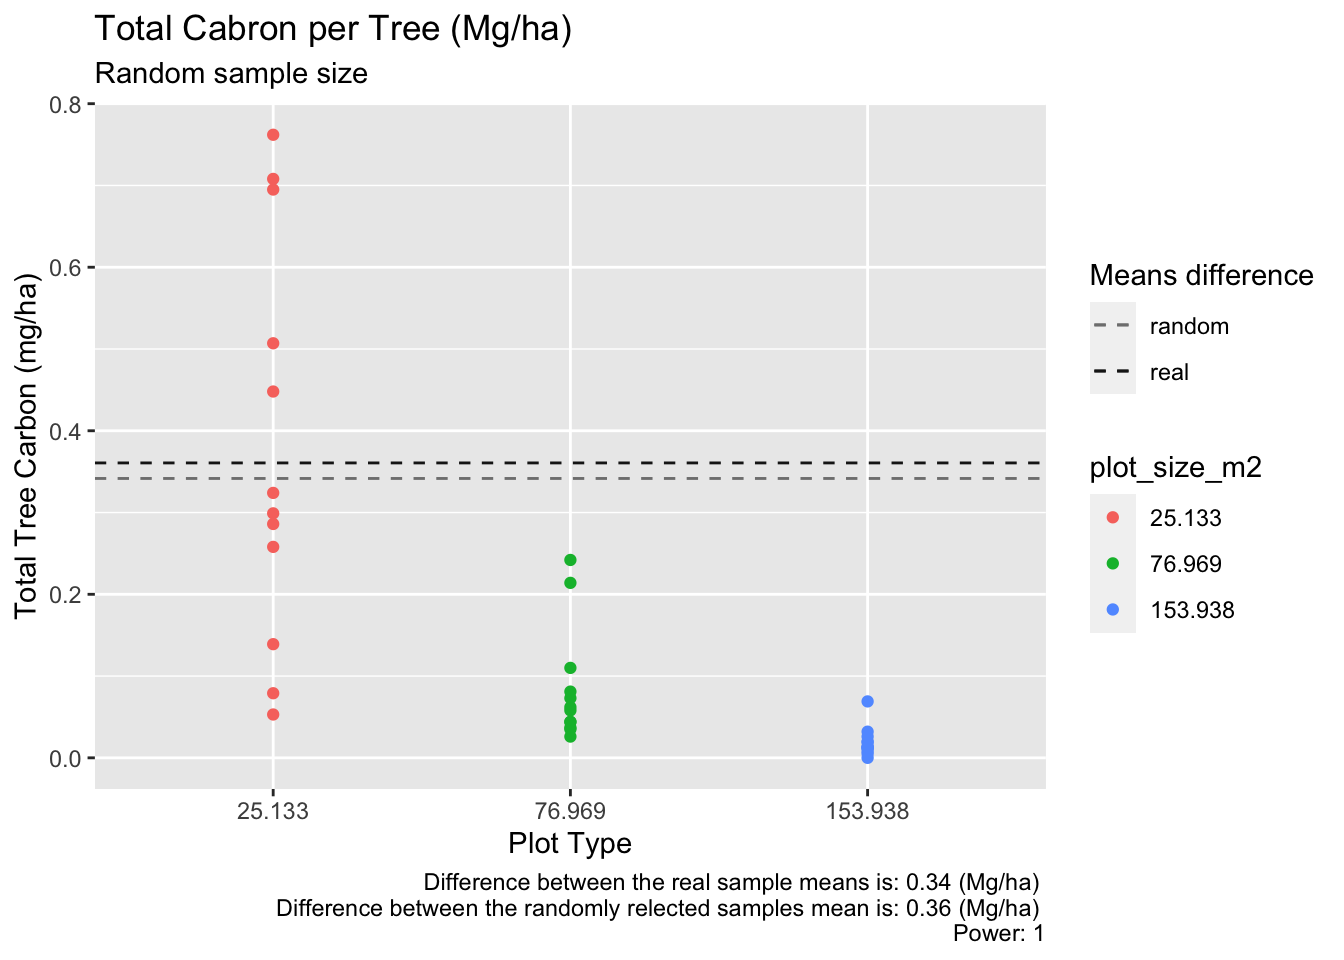 Total Cabron per Tree (Mg/ha)
Random sample size
Total Tree Carbon (mg/ha)
0.8
0.6
0.4
0.2
0.0
25.133
76.969
153.938
Plot Type
Means difference
random
real
plot_size_m2
25.133
76.969
153.938
Difference between the real sample means is: 0.34 (Mg/ha)
Difference between the randomly relected samples mean is: 0.36 (Mg/ha)
Power: 1